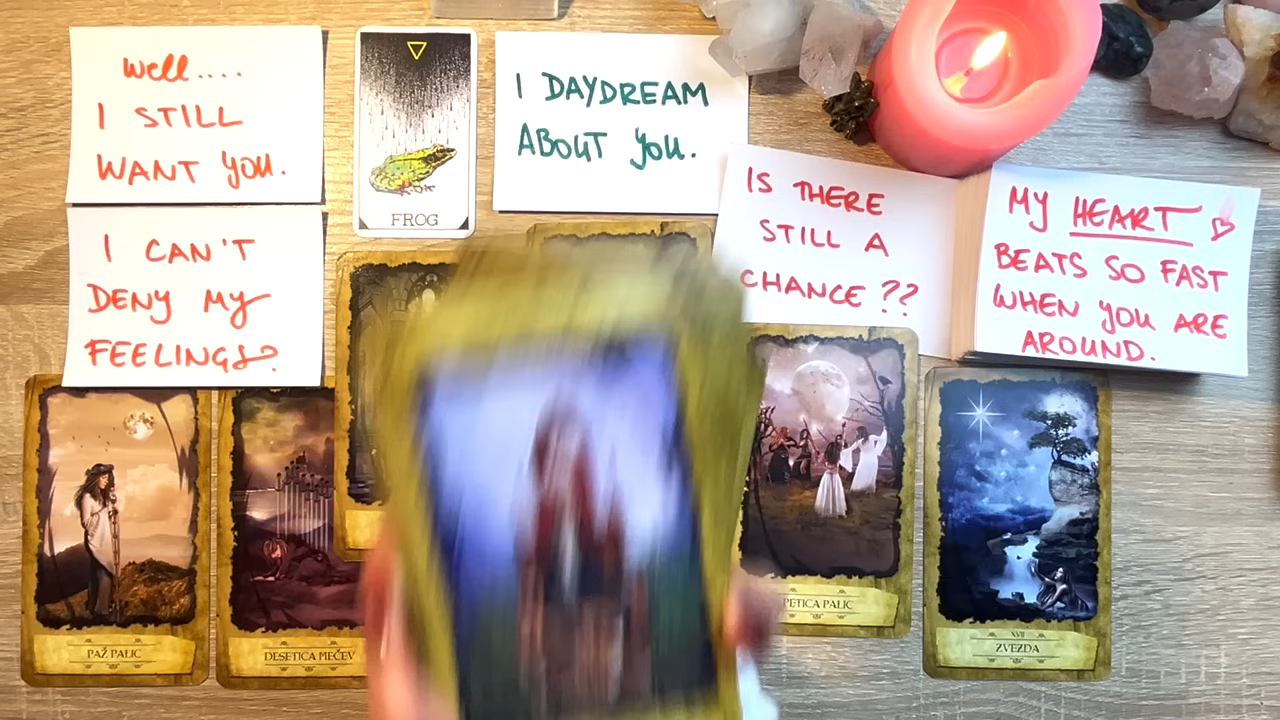 Well....
I STILL
WANT YOU.
I CAN'T
DENY MY
FEELINGS.
FROG
I DAYDREAM
ABOUT YOU.
IS THERE
STILL A
CHANCE??
MY HEART
BEATS SO FAST
WHEN YOU ARE
AROUND.
PAŽ PALIC
DESETICA MEČEV
PETICA PALIC
XVII
ZVEZDA